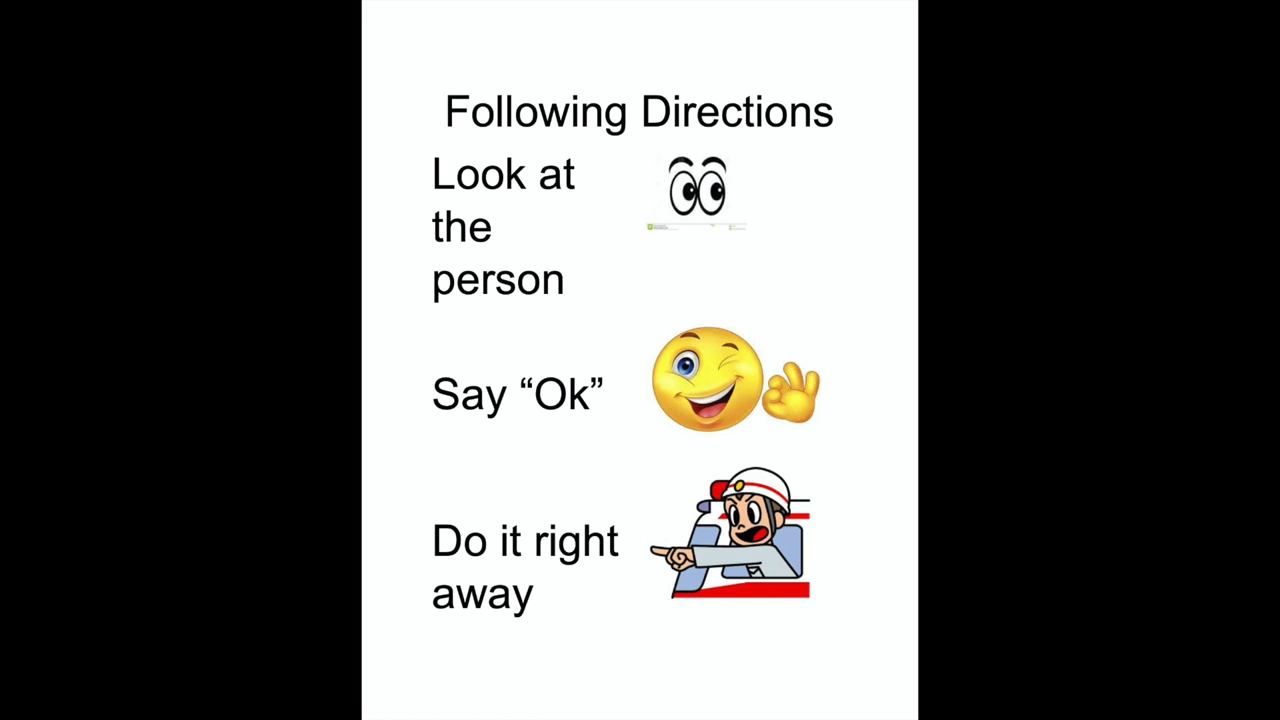 Following Directions
Look at
the
person
Say “Ok”
Do it right
away